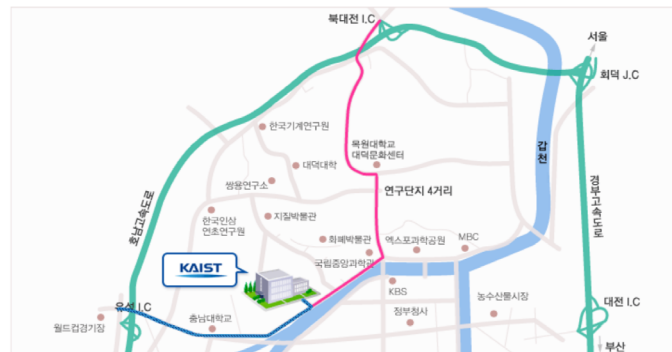 북대전 I.C
서울
회덕 J.C
한국기계연구원
목원대학교
대덕문화센터
갑천
대덕대학
쌍용연구소
연구단지 4거리
경부고속도로
호남고속도로
한국인삼
연초연구원
지질박물관
화폐박물관
엑스포과학공원
MBC
국립중앙과학관
KAIST
KBS
유성 I.C
월드컵경기장
충남대학교
정부청사
농수산물시장
대전 I.C
부산